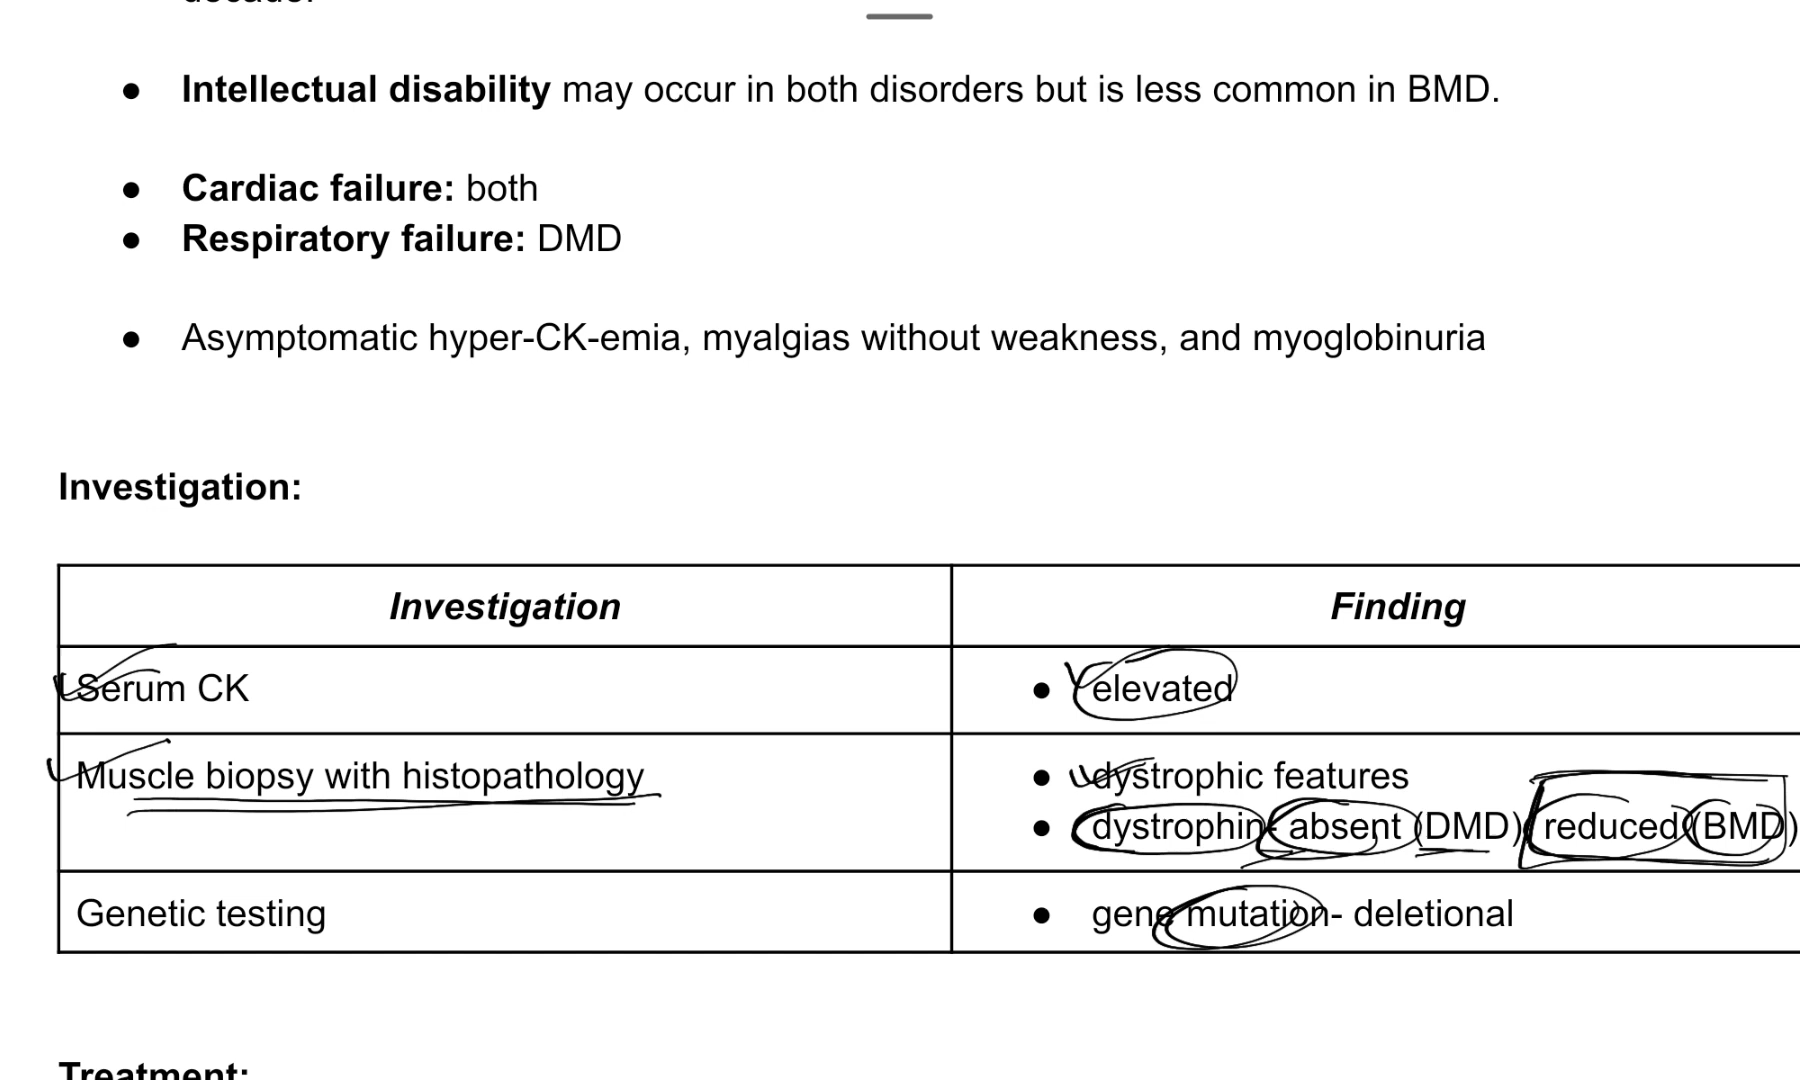 ● Intellectual disability may occur in both disorders but is less common in BMD.
● Cardiac failure: both
● Respiratory failure: DMD
● Asymptomatic hyper-CK-emia, myalgias without weakness, and myoglobinuria
Investigation:
Investigation Finding
Serum CK ● elevated
Muscle biopsy with histopathology ● dystrophic features
● dystrophin- absent (DMD), reduced (BMD)
Genetic testing ● gene mutation- deletional
Treatment: